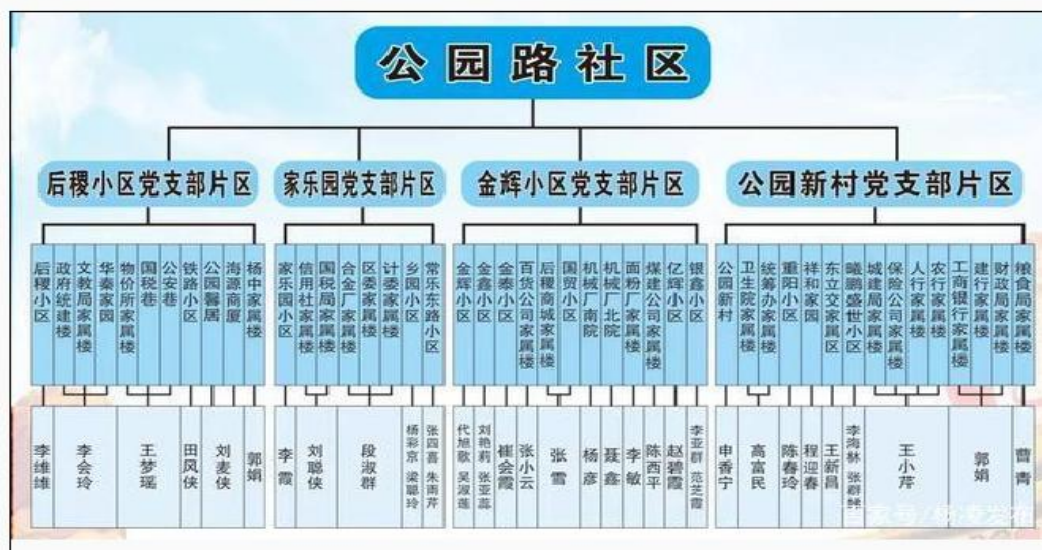 公园路社区
后稷小区党支部片区
家乐园党支部片区
金辉小区党支部片区
公园新村党支部片区
后稷小区
政府统建楼
文教局家属楼
华秦家园
物价所家属楼
国税巷
公安巷
铁路小区
公园馨居
海源商厦
杨中家属楼
家乐园小区
信用社家属楼
国税局家属楼
合金厂家属楼
区委家属楼
计委家属楼
乡园小区
常乐东路小区
金辉小区
金鑫小区
金泰小区
百货公司家属楼
后稷商城家属楼
国贸小区
机械厂南院
机械厂北院
面粉厂家属楼
煤建公司家属楼
亿辉小区
银鑫小区
公园新村
卫生院家属楼
统筹办家属楼
重阳小区
祥和家园
东立交家属区
曦鹏盛世小区
城建局家属楼
保险公司家属楼
人行家属楼
农行家属楼
工商银行家属楼
建行家属楼
财政局家属楼
粮食局家属楼
李维维
李会玲
王梦瑶
田凤侠
刘麦侠
郭娟
李霞
刘聪侠
段淑群
杨彩京 梁聪玲
张四喜 朱雨芹
代旭歌 吴淑莲
刘艳莉 张亚蕊
崔会霞
张小云
张雪
杨彦
聂鑫
李敏
陈西平
赵碧霞
李亚群 范芝霞
申香宁
高富民
陈春玲
程迎春
王新昌
李海林 张群
王小芹
郭娟
曹青
百家号/杨凌发布